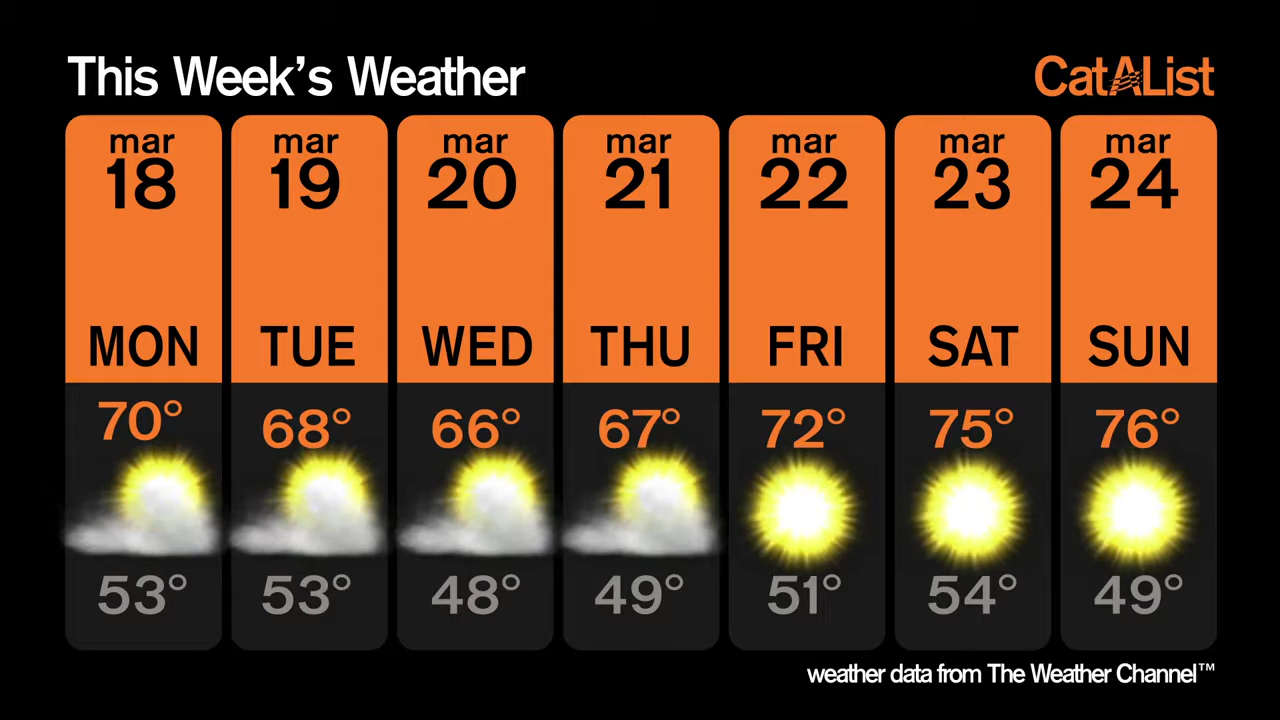 This Week's Weather
CatAList
mar mar mar mar mar mar mar
18 19 20 21 22 23 24
MON TUE WED THU FRI SAT SUN
70° 68° 66° 67° 72° 75° 76°
53° 53° 48° 49° 51° 54° 49°
weather data from The Weather Channel™